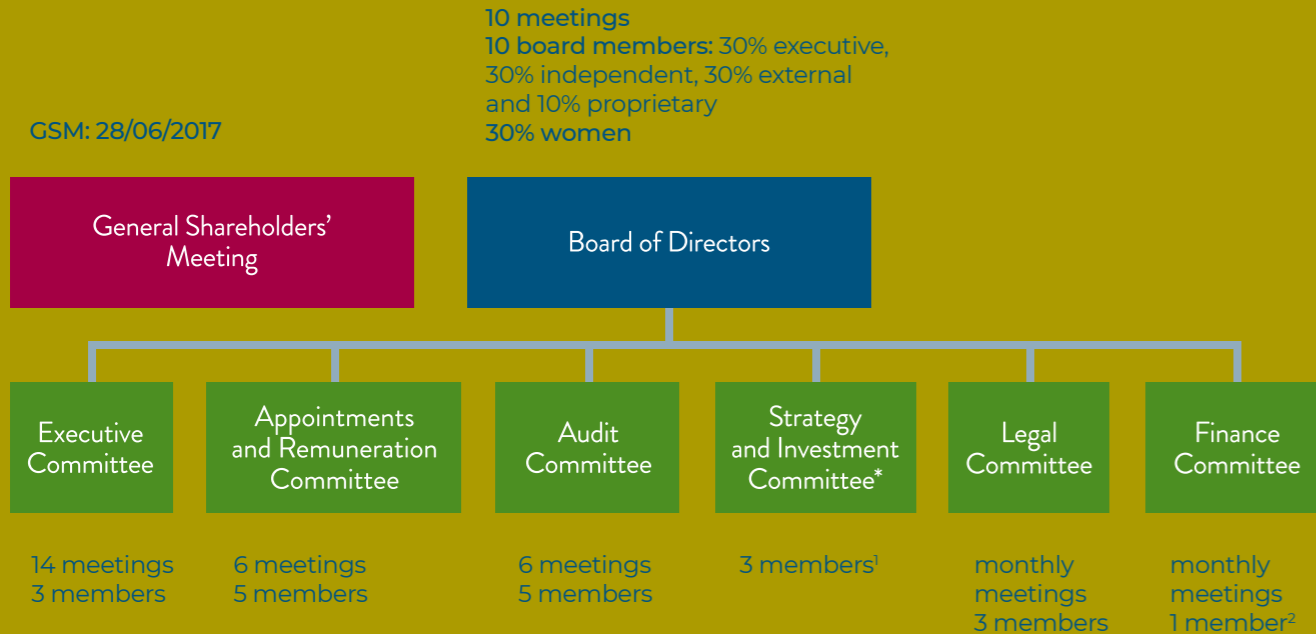 10 meetings
10 board members: 30% executive,
30% independent, 30% external
and 10% proprietary
30% women
GSM: 28/06/2017
General Shareholders’
Meeting
Board of Directors
Executive
Committee
Appointments
and Remuneration
Committee
Audit
Committee
Strategy
and Investment
Committee*
Legal
Committee
Finance
Committee
14 meetings
3 members
6 meetings
5 members
6 meetings
5 members
3 members¹
monthly
meetings
3 members
monthly
meetings
1 member²